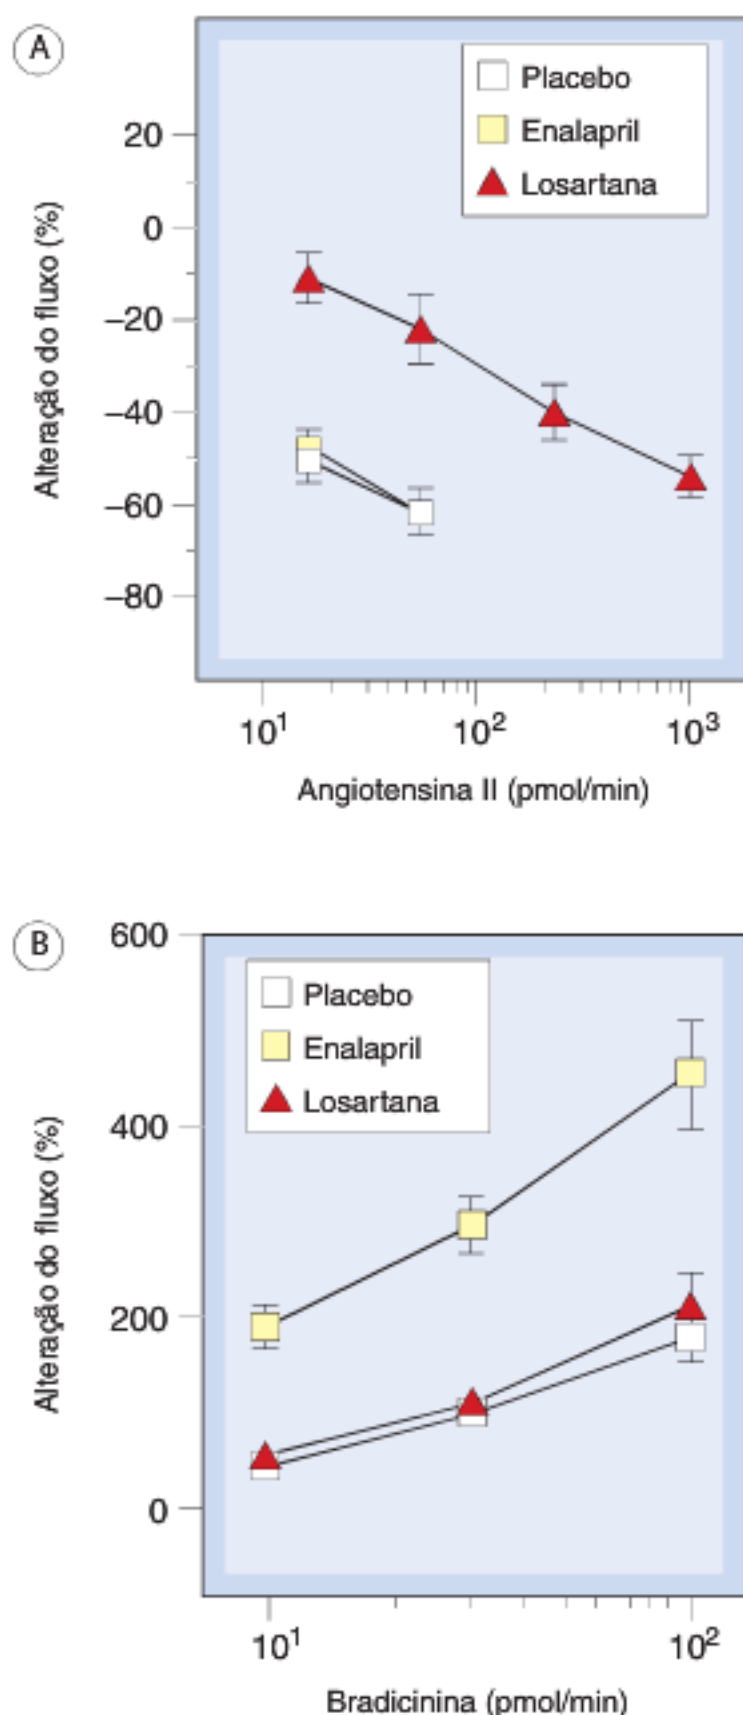 A
Placebo
Enalapril
Losartana
20
0
–20
–40
–60
–80
Alteração do fluxo (%)
10¹ 10² 10³
Angiotensina II (pmol/min)
B
Placebo
Enalapril
Losartana
600
400
200
0
Alteração do fluxo (%)
10¹ 10²
Bradicinina (pmol/min)